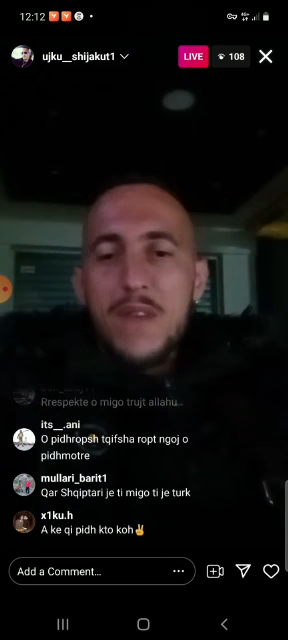 12:12
ujku__shijakut1
LIVE
108
Rrespekte o migo trujt allahu...
its__.ani
O pidhropsh tqifsha ropt ngoj o
pidhmotre
mullari_barit1
Qar Shqiptari je ti migo ti je turk
x1ku.h
A ke qi pidh kto koh✌️
Add a Comment...